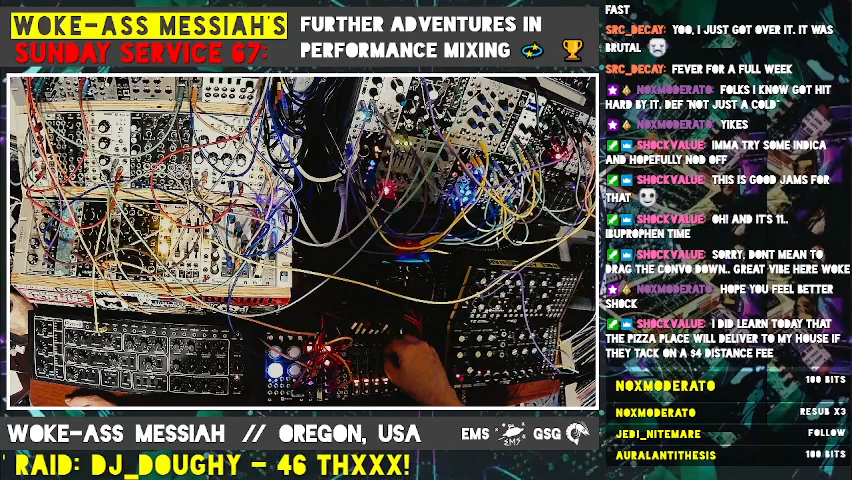 WOKE-ASS MESSIAH'S
SUNDAY SERVICE 67:
FURTHER ADVENTURES IN
PERFORMANCE MIXING
FAST
SRC_DECAY: YOO, I JUST GOT OVER IT. IT WAS
BRUTAL
SRC_DECAY: FEVER FOR A FULL WEEK
NOXMODERATO: FOLKS I KNOW GOT HIT
HARD BY IT. DEF "NOT JUST A COLD"
NOXMODERATO: YIKES
SHOCKVALUE: IMMA TRY SOME INDICA
AND HOPEFULLY NOD OFF
SHOCKVALUE: THIS IS GOOD JAMS FOR
THAT
SHOCKVALUE: OH! AND IT'S 11..
IBUPROPHEN TIME
SHOCKVALUE: SORRY, DONT MEAN TO
DRAG THE CONVO DOWN.. GREAT VIBE HERE WOKE
NOXMODERATO: HOPE YOU FEEL BETTER
SHOCK
SHOCKVALUE: I DID LEARN TODAY THAT
THE PIZZA PLACE WILL DELIVER TO MY HOUSE IF
THEY TACK ON A $4 DISTANCE FEE
NOXMODERATO 100 BITS
NOXMODERATO RESUB X3
JEDI_NITEMARE FOLLOW
AURALANTITHESIS 100 BITS
WOKE-ASS MESSIAH // OREGON, USA
EMS EMS GSG
RAID: DJ_DOUGHY - 46 THXXX!